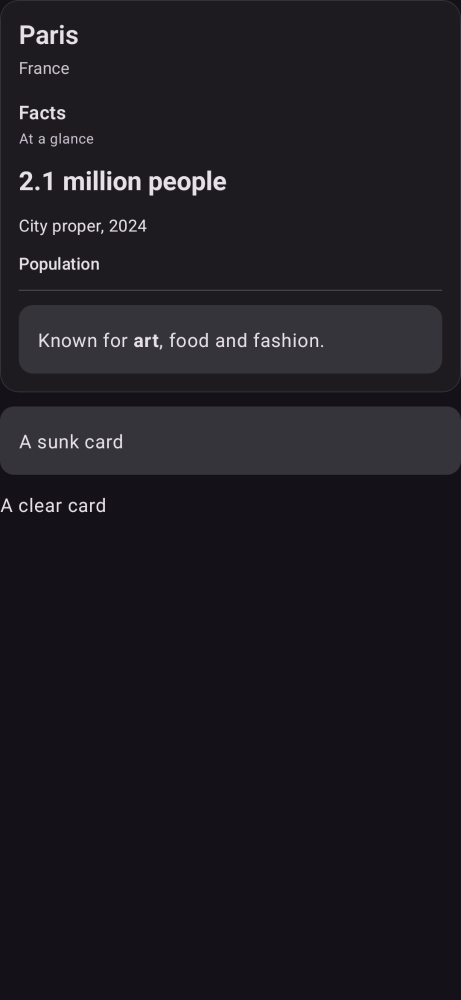 Paris
France
Facts
At a glance
2.1 million people
City proper, 2024
Population
Known for art, food and fashion.
A sunk card
A clear card